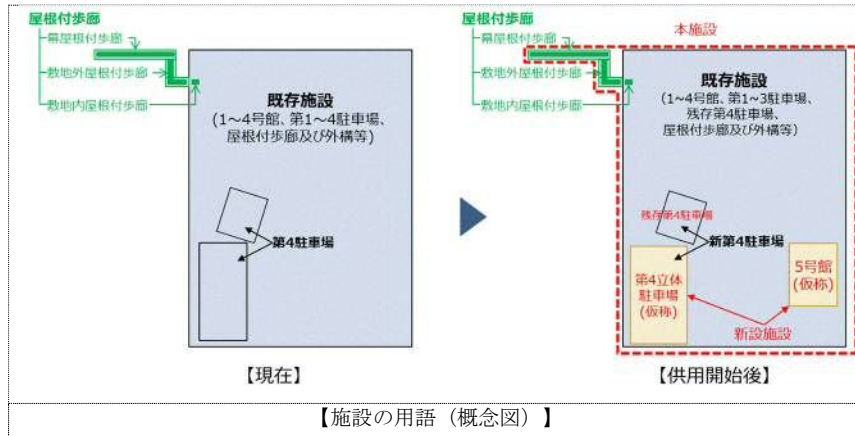 屋根付歩廊
幕屋根付歩廊
敷地外屋根付歩廊
敷地内屋根付歩廊
既存施設
(1~4号館、第1~4駐車場、
屋根付歩廊及び外構等)
第4駐車場
【現在】
屋根付歩廊
幕屋根付歩廊
敷地外屋根付歩廊
敷地内屋根付歩廊
本施設
既存施設
(1~4号館、第1~3駐車場、
残存第4駐車場、
屋根付歩廊及び外構等)
残存第4駐車場
新第4駐車場
第4立体
駐車場
(仮称)
5号館
(仮称)
新設施設
【供用開始後】
【施設の用語（概念図）】